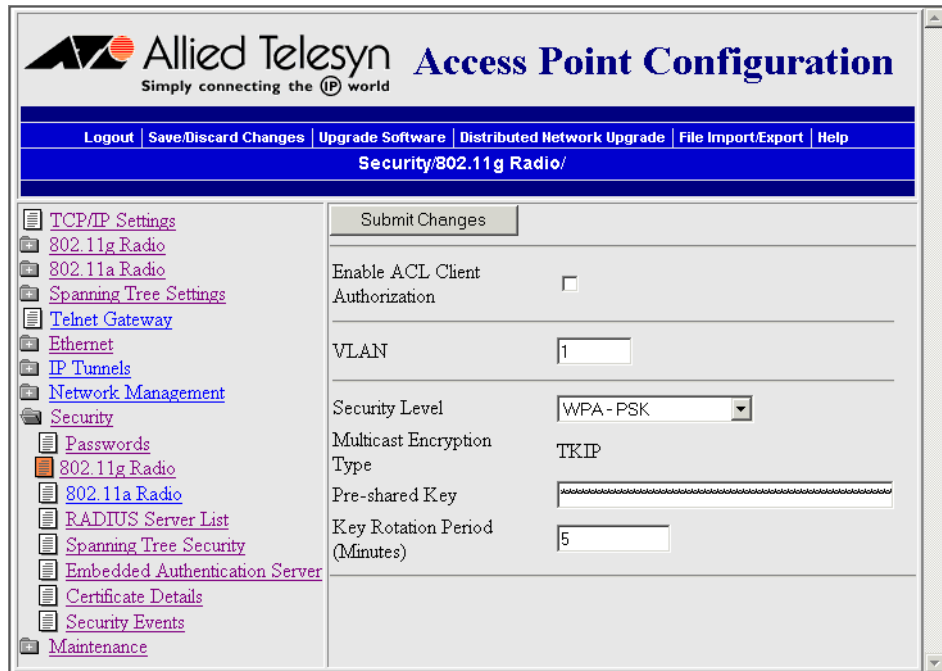 Allied Telesyn
Simply connecting the IP world
Access Point Configuration
Logout | Save/Discard Changes | Upgrade Software | Distributed Network Upgrade | File Import/Export | Help
Security/802.11g Radio/
TCP/IP Settings
802.11g Radio
802.11a Radio
Spanning Tree Settings
Telnet Gateway
Ethernet
IP Tunnels
Network Management
Security
Passwords
802.11g Radio
802.11a Radio
RADIUS Server List
Spanning Tree Security
Embedded Authentication Server
Certificate Details
Security Events
Maintenance
Submit Changes
Enable ACL Client
Authorization
VLAN
1
Security Level
WPA-PSK
Multicast Encryption
Type
TKIP
Pre-shared Key
Key Rotation Period
(Minutes)
5